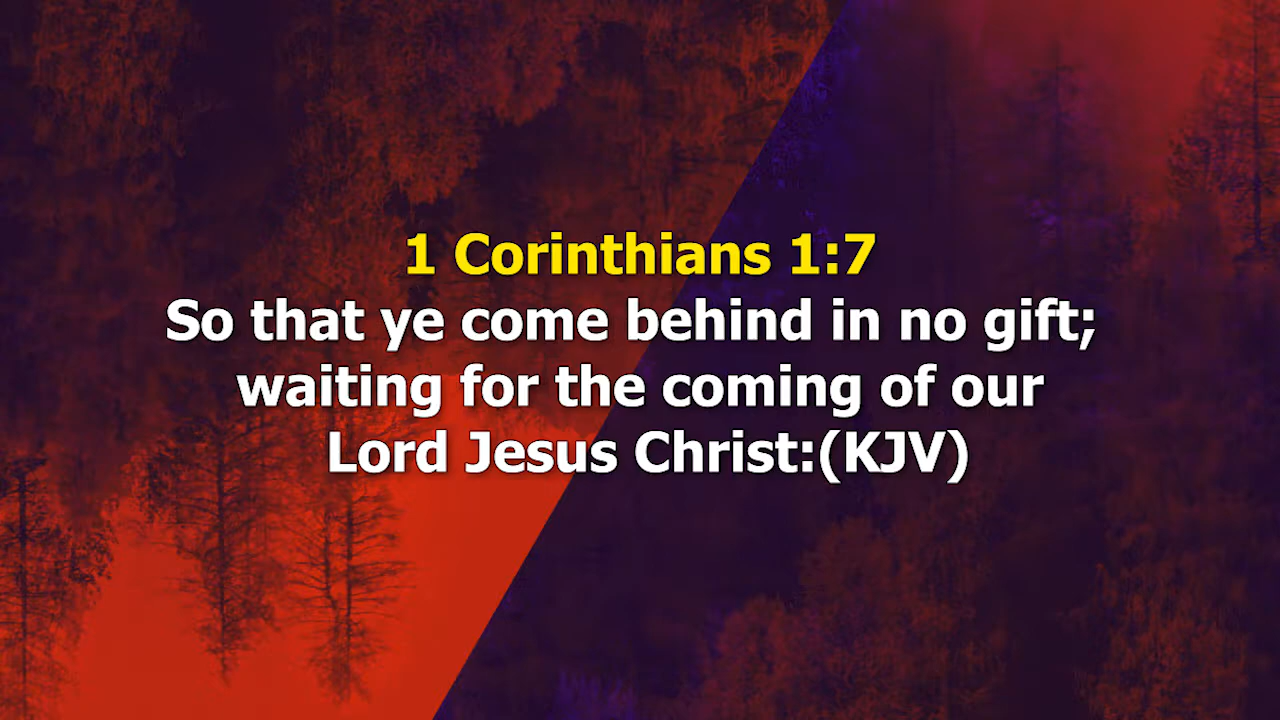 1 Corinthians 1:7
So that ye come behind in no gift;
waiting for the coming of our
Lord Jesus Christ:(KJV)